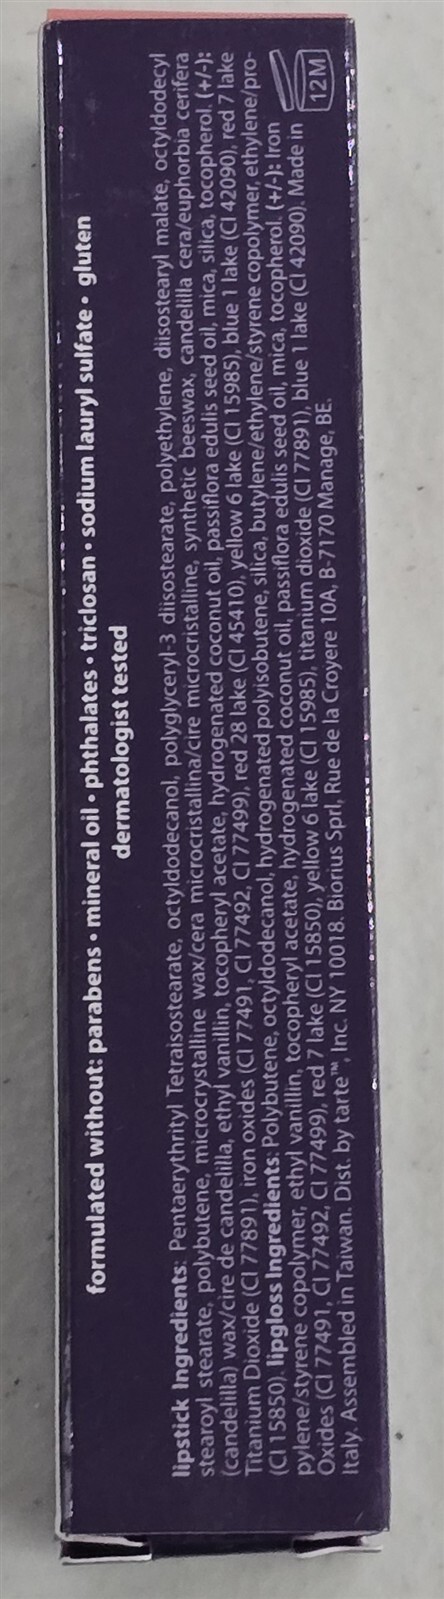 formulated without: parabens • mineral oil • phthalates • triclosan • sodium lauryl sulfate • gluten
dermatologist tested
lipstick Ingredients: Pentaerythrityl Tetraisostearate, octyldodecanol, polyglyceryl-3 diisostearate, polyethylene, diisostearyl malate, octyldodecyl
stearoyl stearate, polybutene, microcrystalline wax/cera microcristallina/cire microcristalline, synthetic beeswax, candelilla cera/euphorbia cerifera
(candelilla) wax/cire de candelilla, ethyl vanillin, tocopheryl acetate, hydrogenated coconut oil, passiflora edulis seed oil, mica, silica, tocopherol. (+/-):
Titanium Dioxide (CI 77891), iron oxides (CI 77491, CI 77492, CI 77499), red 28 lake (CI 45410), yellow 6 lake (CI 15985), blue 1 lake (CI 42090), red 7 lake
(CI 15850). lipgloss Ingredients: Polybutene, octyldodecanol, hydrogenated polyisobutene, silica, butylene/ethylene/styrene copolymer, ethylene/pro-
pylene/styrene copolymer, ethyl vanillin, tocopheryl acetate, hydrogenated coconut oil, passiflora edulis seed oil, mica, tocopherol. (+/-): Iron
Oxides (CI 77491, CI 77492, CI 77499), red 7 lake (CI 15850), yellow 6 lake (CI 15985), titanium dioxide (CI 77891), blue 1 lake (CI 42090). Made in
Italy. Assembled in Taiwan. Dist. by tarte™, Inc. NY 10018. Biorius Sprl, Rue de la Croyere 10A, B-7170 Manage, BE.
12M